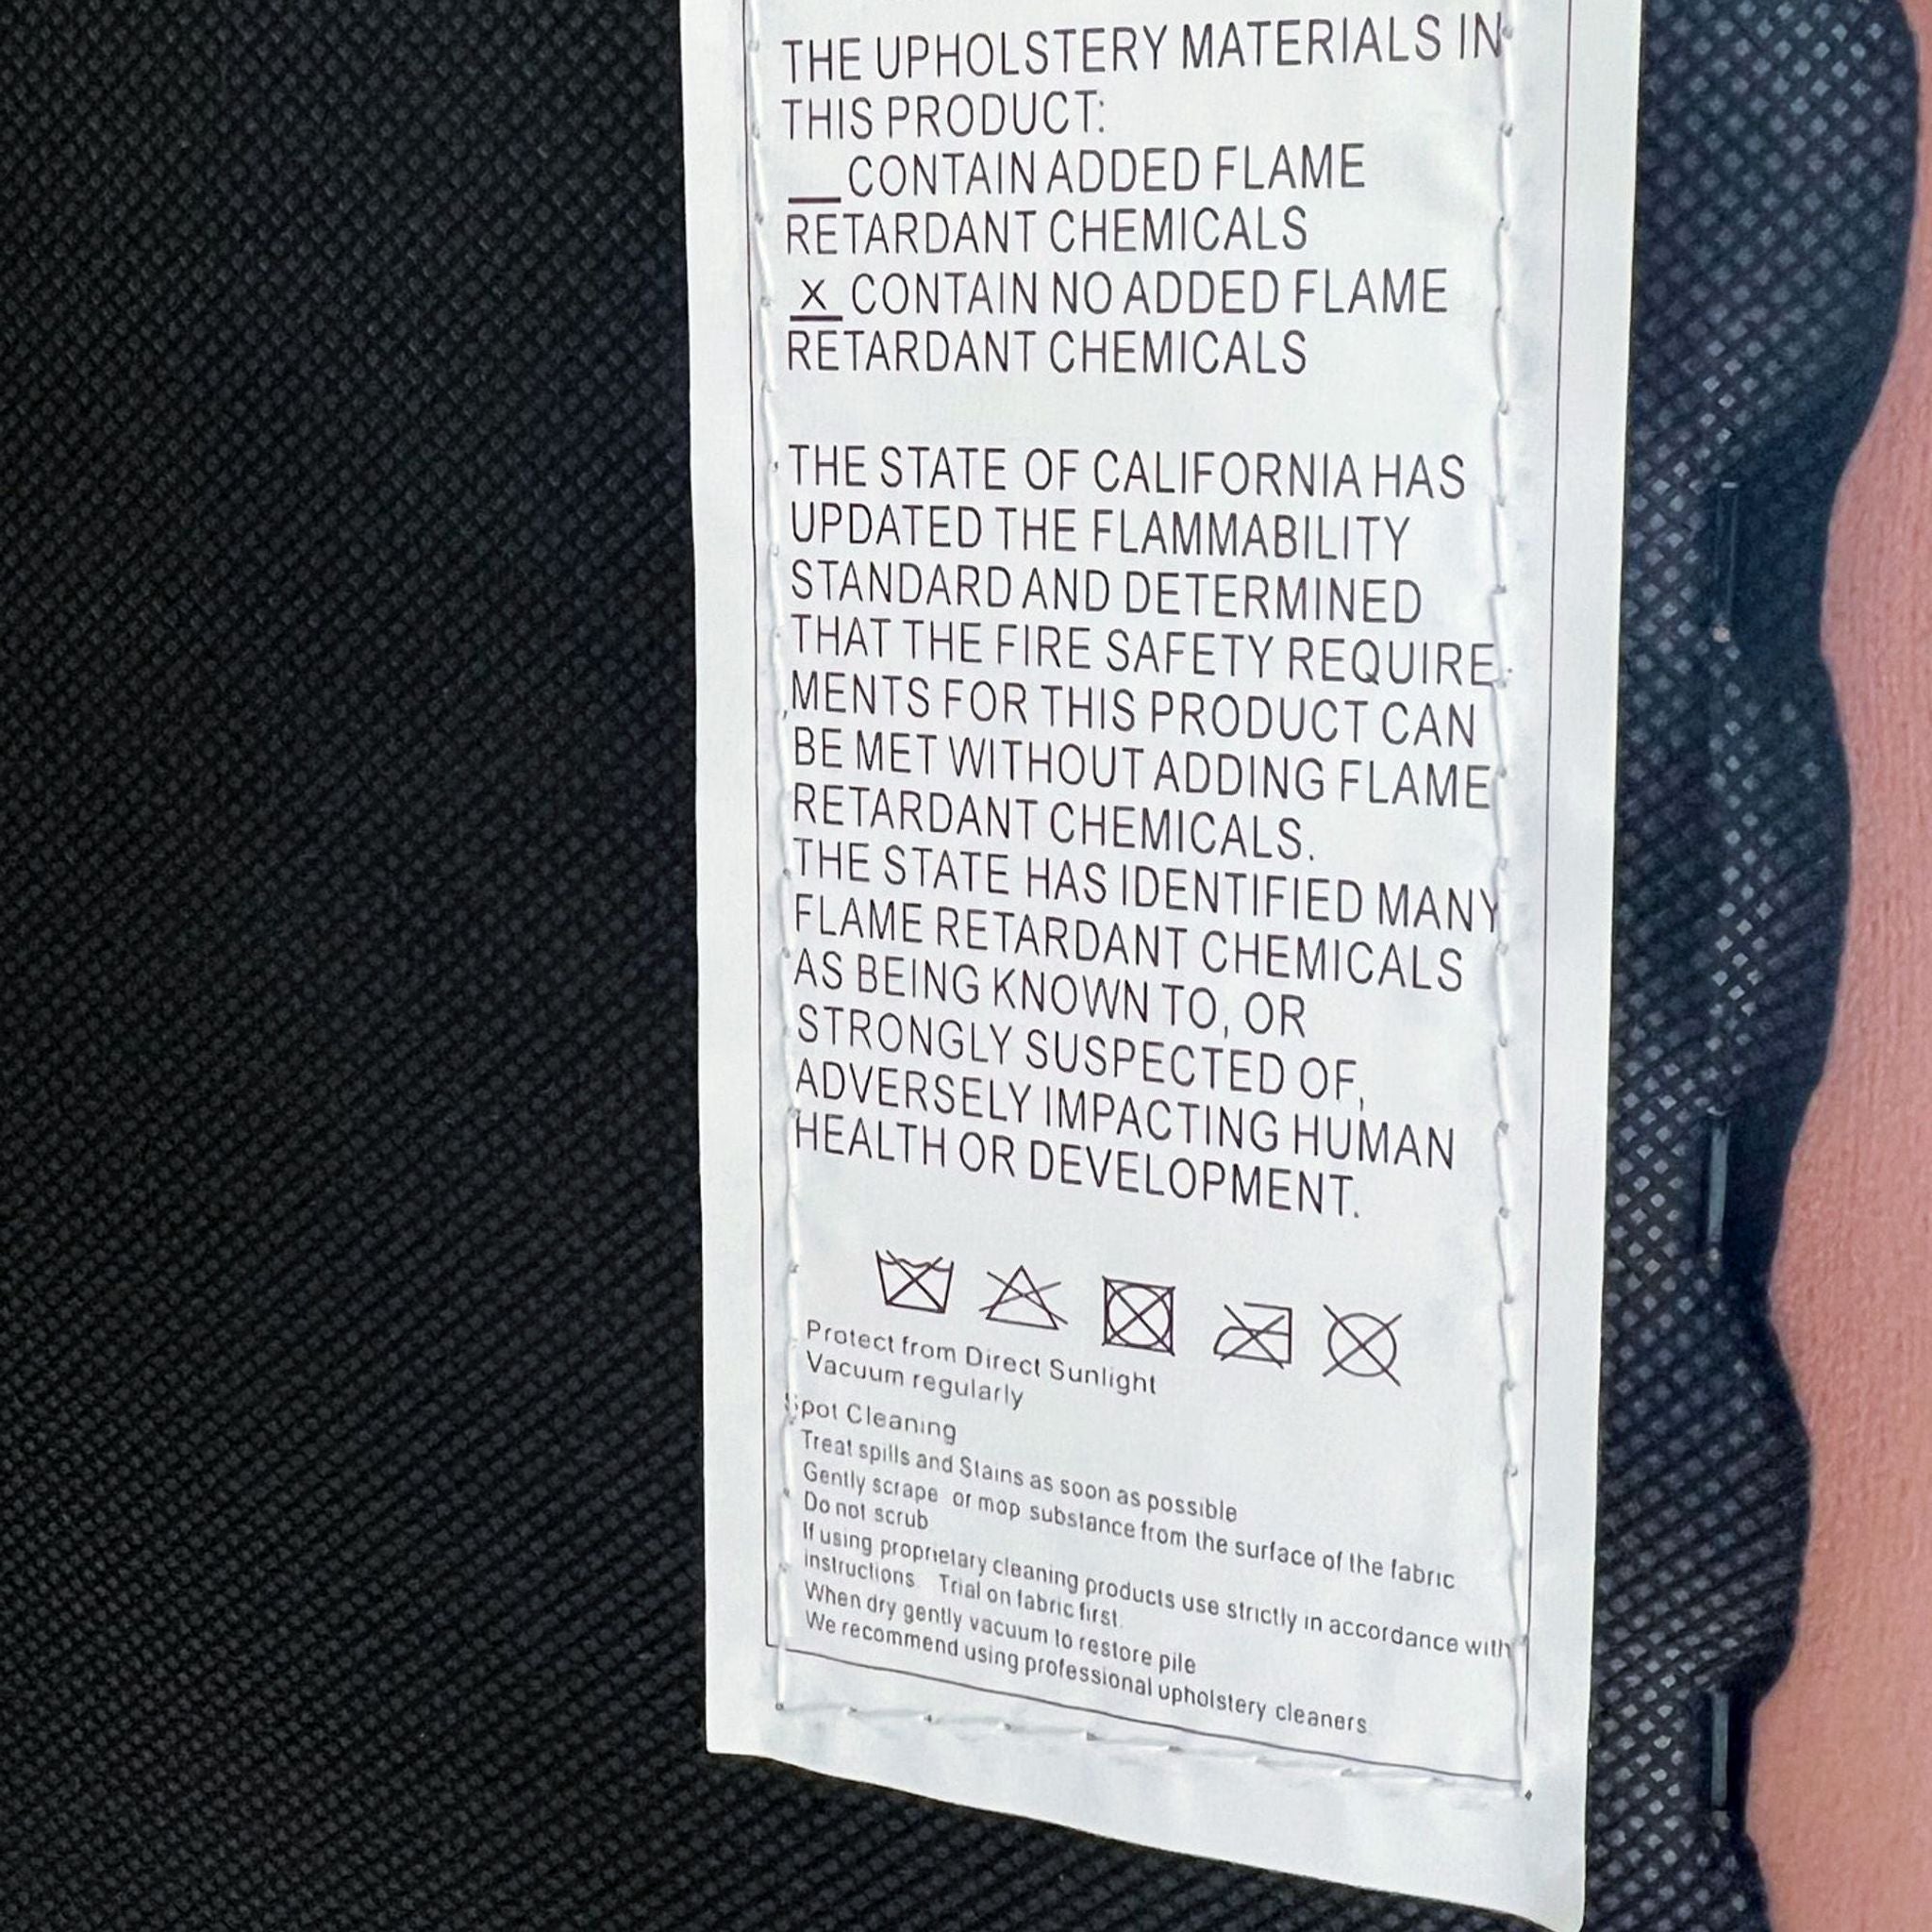 THE UPHOLSTERY MATERIALS IN
THIS PRODUCT:
__CONTAIN ADDED FLAME
RETARDANT CHEMICALS
x CONTAIN NO ADDED FLAME
RETARDANT CHEMICALS
THE STATE OF CALIFORNIA HAS
UPDATED THE FLAMMABILITY
STANDARD AND DETERMINED
THAT THE FIRE SAFETY REQUIRE-
MENTS FOR THIS PRODUCT CAN
BE MET WITHOUT ADDING FLAME
RETARDANT CHEMICALS.
THE STATE HAS IDENTIFIED MANY
FLAME RETARDANT CHEMICALS
AS BEING KNOWN TO, OR
STRONGLY SUSPECTED OF,
ADVERSELY IMPACTING HUMAN
HEALTH OR DEVELOPMENT.
Protect from Direct Sunlight
Vacuum regularly
Spot Cleaning
Treat spills and Stains as soon as possible
Gently scrape or mop substance from the surface of the fabric
Do not scrub
If using proprietary cleaning products use strictly in accordance with
instructions Trial on fabric first.
When dry gently vacuum to restore pile
We recommend using professional upholstery cleaners